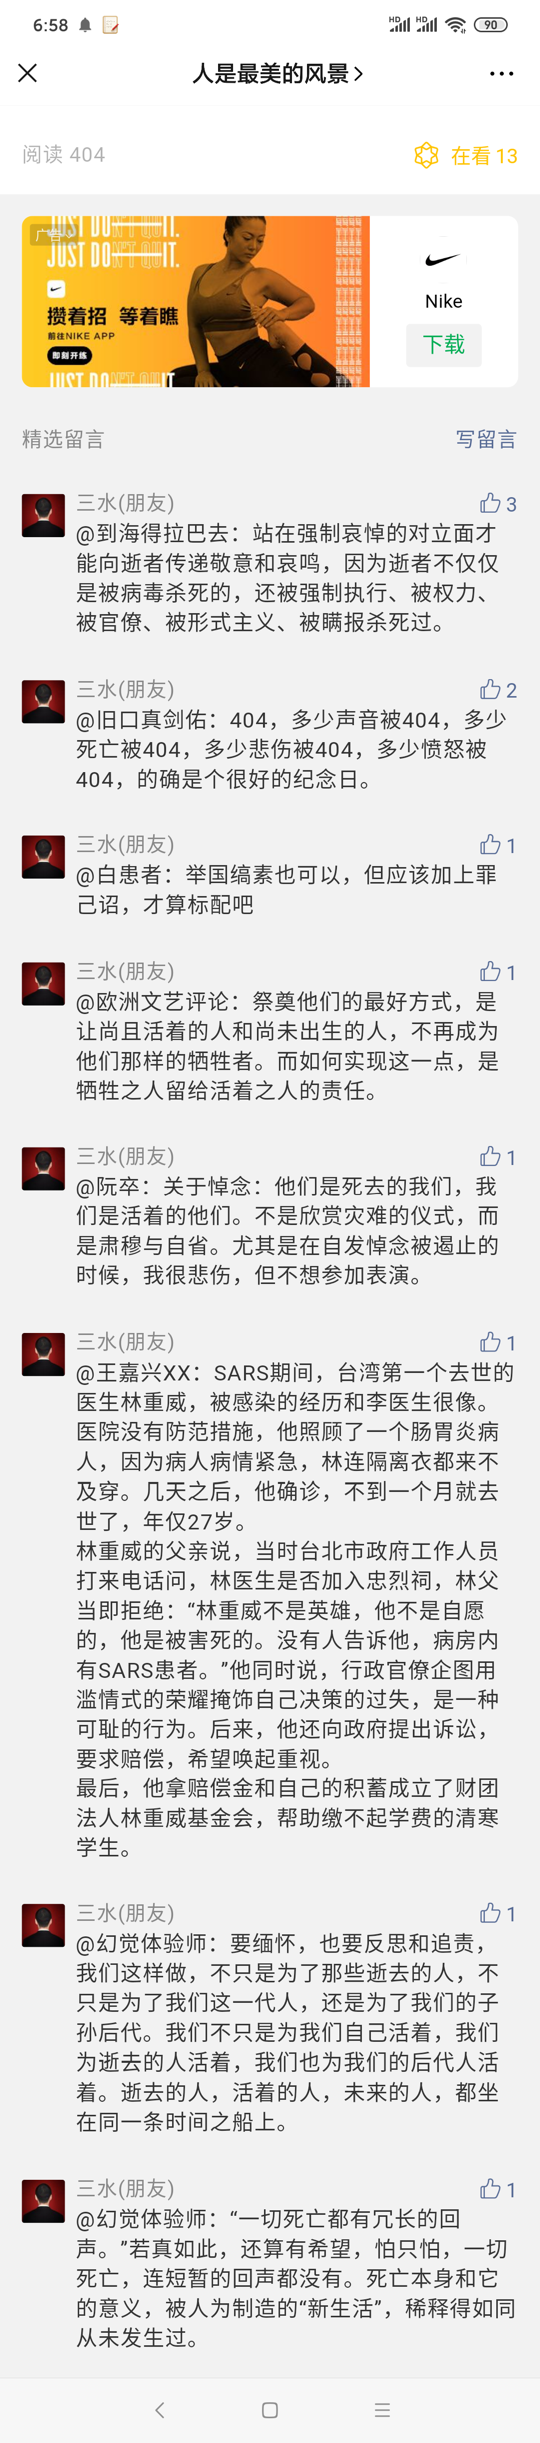 6:58
HD HD 90
人是最美的风景
阅读 404
在看 13
广告
JUST DON'T QUIT.
JUST DON'T QUIT.
攒着招 等着瞧
前往NIKE APP
即刻开练
JUST DON'T QUIT
Nike
下载
精选留言
写留言
三水(朋友)
3
@到海得拉巴去：站在强制哀悼的对立面才
能向逝者传递敬意和哀鸣，因为逝者不仅仅
是被病毒杀死的，还被强制执行、被权力、
被官僚、被形式主义、被瞒报杀死过。
三水(朋友)
2
@旧口真剑佑：404，多少声音被404，多少
死亡被404，多少悲伤被404，多少愤怒被
404，的确是个很好的纪念日。
三水(朋友)
1
@白患者：举国缟素也可以，但应该加上罪
己诏，才算标配吧
三水(朋友)
1
@欧洲文艺评论：祭奠他们的最好方式，是
让尚且活着的人和尚未出生的人，不再成为
他们那样的牺牲者。而如何实现这一点，是
牺牲之人留给活着之人的责任。
三水(朋友)
1
@阮卒：关于悼念：他们是死去的我们，我
们是活着的他们。不是欣赏灾难的仪式，而
是肃穆与自省。尤其是在自发悼念被遏止的
时候，我很悲伤，但不想参加表演。
三水(朋友)
1
@王嘉兴XX：SARS期间，台湾第一个去世的
医生林重威，被感染的经历和李医生很像。
医院没有防范措施，他照顾了一个肠胃炎病
人，因为病人病情紧急，林连隔离衣都来不
及穿。几天之后，他确诊，不到一个月就去
世了，年仅27岁。
林重威的父亲说，当时台北市政府工作人员
打来电话问，林医生是否加入忠烈祠，林父
当即拒绝：“林重威不是英雄，他不是自愿
的，他是被害死的。没有人告诉他，病房内
有SARS患者。”他同时说，行政官僚企图用
滥情式的荣耀掩饰自己决策的过失，是一种
可耻的行为。后来，他还向政府提出诉讼，
要求赔偿，希望唤起重视。
最后，他拿赔偿金和自己的积蓄成立了财团
法人林重威基金会，帮助缴不起学费的清寒
学生。
三水(朋友)
1
@幻觉体验师：要缅怀，也要反思和追责，
我们这样做，不只是为了那些逝去的人，不
只是为了我们这一代人，还是为了我们的子
孙后代。我们不只是为我们自己活着，我们
为逝去的人活着，我们也为我们的后代人活
着。逝去的人，活着的人，未来的人，都坐
在同一条时间之船上。
三水(朋友)
1
@幻觉体验师：“一切死亡都有冗长的回
声。”若真如此，还算有希望，怕只怕，一切
死亡，连短暂的回声都没有。死亡本身和它
的意义，被人为制造的“新生活”，稀释得如同
从未发生过。